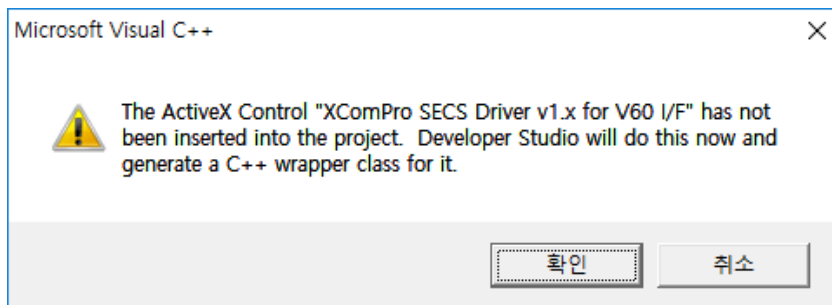 Microsoft Visual C++
The ActiveX Control "XComPro SECS Driver v1.x for V60 I/F" has not
been inserted into the project.  Developer Studio will do this now and
generate a C++ wrapper class for it.
확인
취소